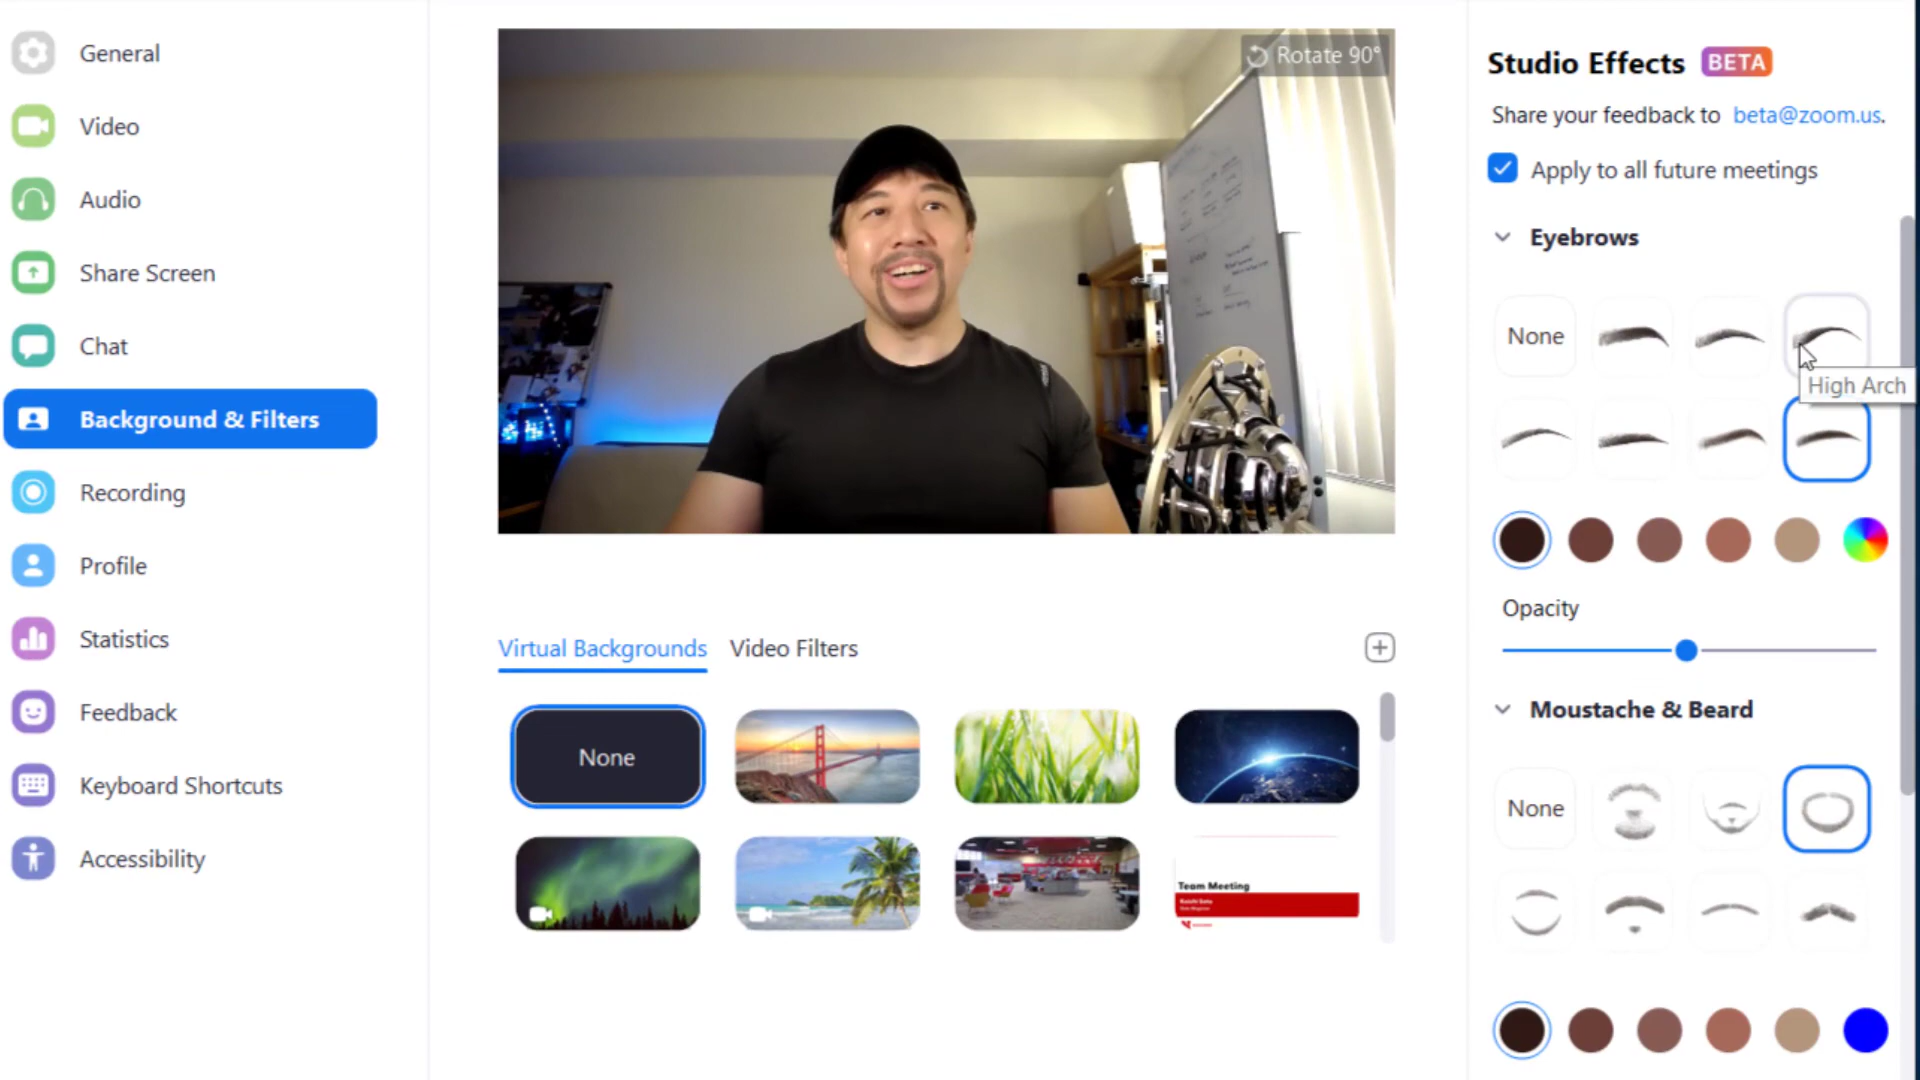 General
Video
Audio
Share Screen
Chat
Background & Filters
Recording
Profile
Statistics
Feedback
Keyboard Shortcuts
Accessibility
Rotate 90°
Virtual Backgrounds
Video Filters
None
Team Meeting
Studio Effects BETA
Share your feedback to beta@zoom.us.
Apply to all future meetings
Eyebrows
None
High Arch
Opacity
Moustache & Beard
None